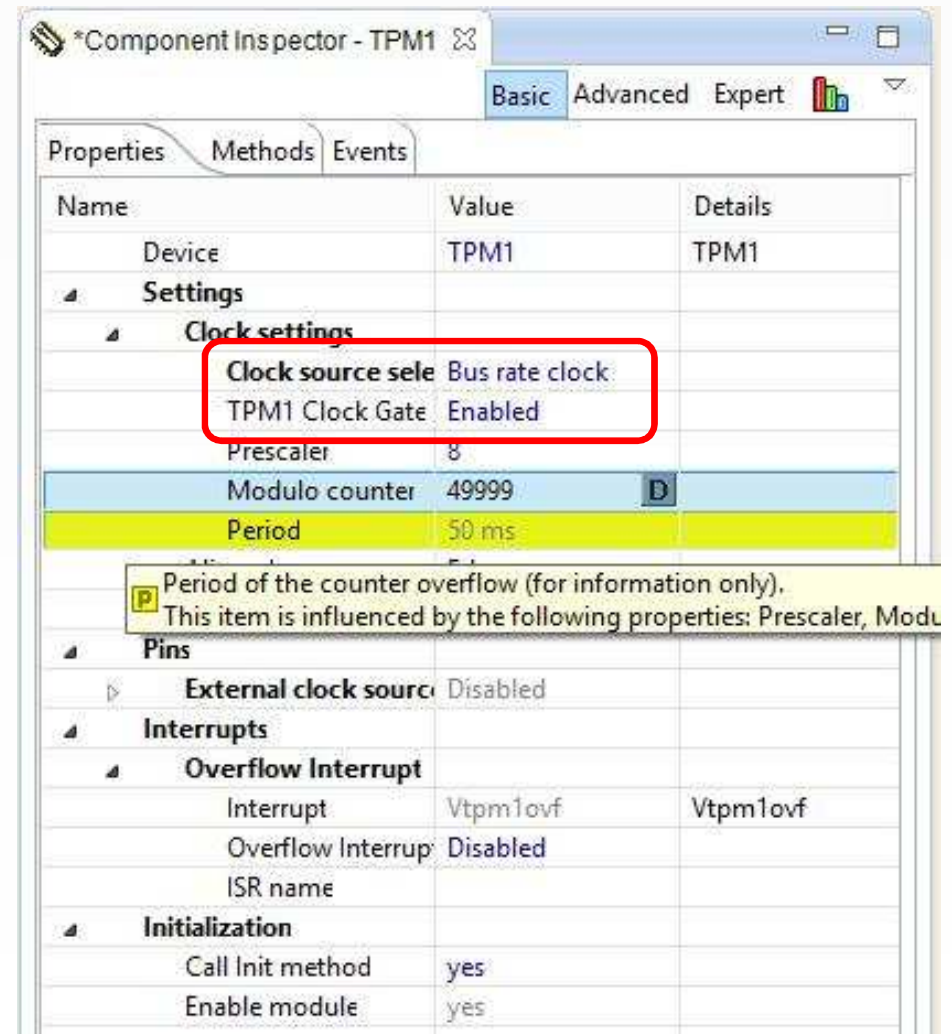 *Component Inspector - TPM1
Basic Advanced Expert
Properties Methods Events
Name Value Details
Device TPM1 TPM1
Settings
Clock settings
Clock source sele Bus rate clock
TPM1 Clock Gate Enabled
Prescaler 8
Modulo counter 49999 D
Period 50 ms
P Period of the counter overflow (for information only).
This item is influenced by the following properties: Prescaler, Modu
Pins
External clock sourc Disabled
Interrupts
Overflow Interrupt
Interrupt Vtpm1ovf Vtpm1ovf
Overflow Interrup Disabled
ISR name
Initialization
Call Init method yes
Enable module yes